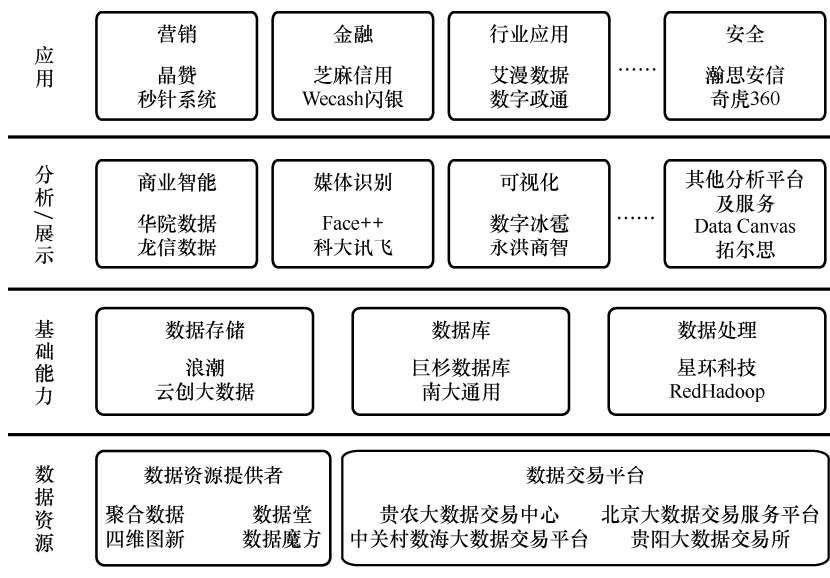 应用
营销
晶赞
秒针系统
金融
芝麻信用
Wecash闪银
行业应用
艾漫数据
数字政通
……
安全
瀚思安信
奇虎360
分析/展示
商业智能
华院数据
龙信数据
媒体识别
Face++
科大讯飞
可视化
数字冰雹
永洪商智
……
其他分析平台
及服务
Data Canvas
拓尔思
基础能力
数据存储
浪潮
云创大数据
数据库
巨杉数据库
南大通用
数据处理
星环科技
RedHadoop
数据资源
数据资源提供者
聚合数据 数据堂
四维图新 数据魔方
数据交易平台
贵农大数据交易中心 北京大数据交易服务平台
中关村数海大数据交易平台 贵阳大数据交易所